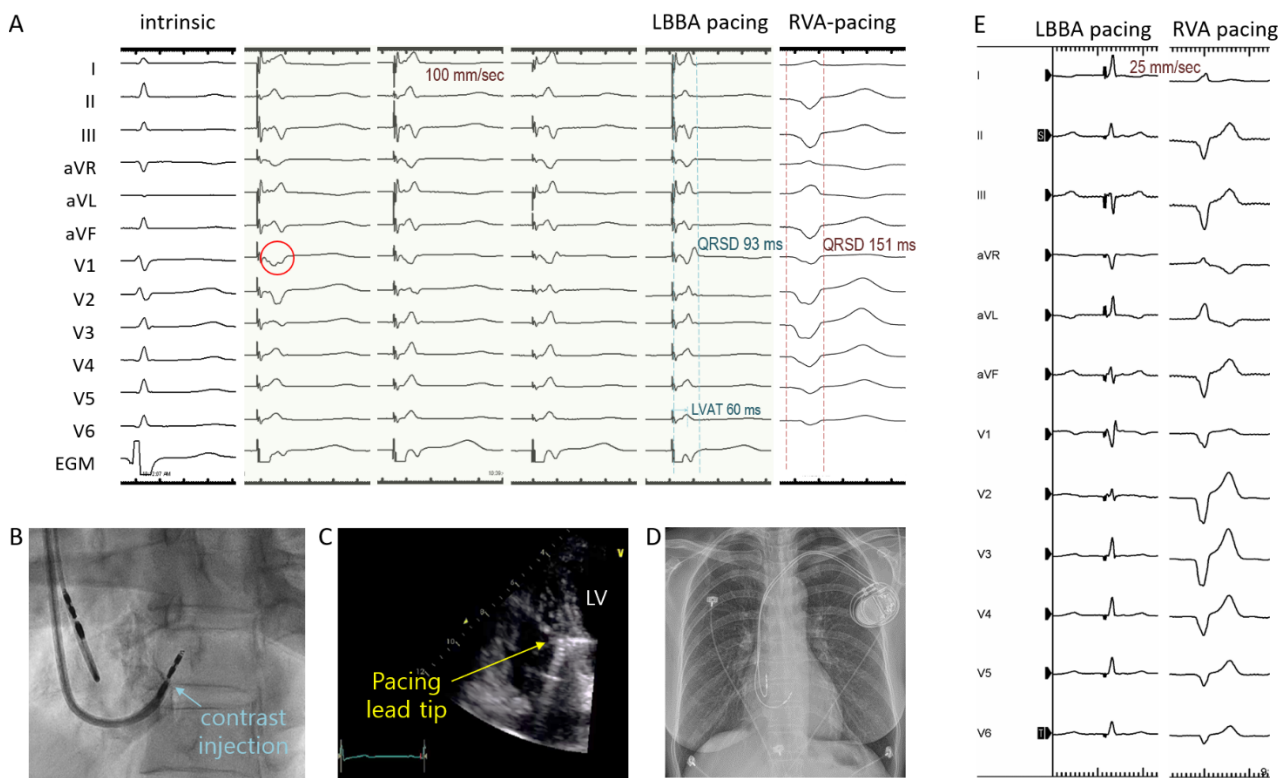 A
intrinsic
LBBA pacing
RVA-pacing
I
100 mm/sec
II
III
aVR
aVL
aVF
V1
QRSD 93 ms
QRSD 151 ms
V2
V3
V4
V5
LVAT 60 ms
V6
EGM
B
contrast
injection
C
V
LV
Pacing
lead tip
D
E
LBBA pacing
RVA pacing
I
25 mm/sec
S
II
III
aVR
aVL
aVF
V1
V2
V3
V4
V5
T
V6